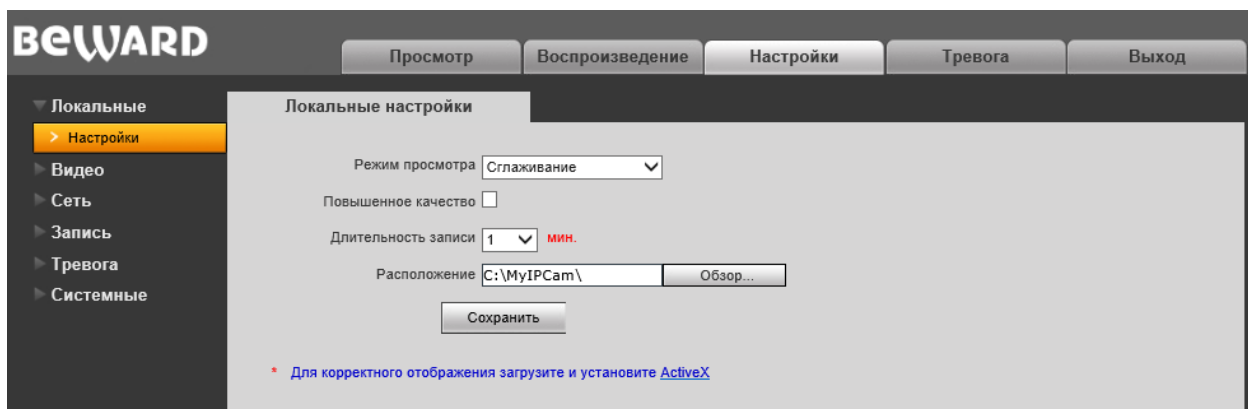 BEWARD
Просмотр Воспроизведение Настройки Тревога Выход
Локальные
Настройки
Видео
Сеть
Запись
Тревога
Системные
Локальные настройки
Режим просмотра Сглаживание
Повышенное качество
Длительность записи 1 мин.
Расположение C:\MyIPCam\ Обзор...
Сохранить
* Для корректного отображения загрузите и установите ActiveX